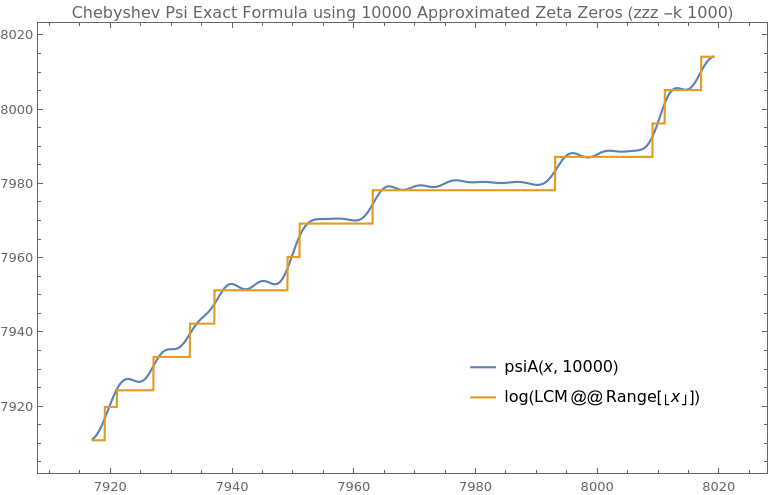 Chebyshev Psi Exact Formula using 10000 Approximated Zeta Zeros (zzz −k 1000)
8020
8000
7980
7960
7940
7920
psiA(x, 10000)
log(LCM@@Range[⌊x⌋])
7920 7940 7960 7980 8000 8020